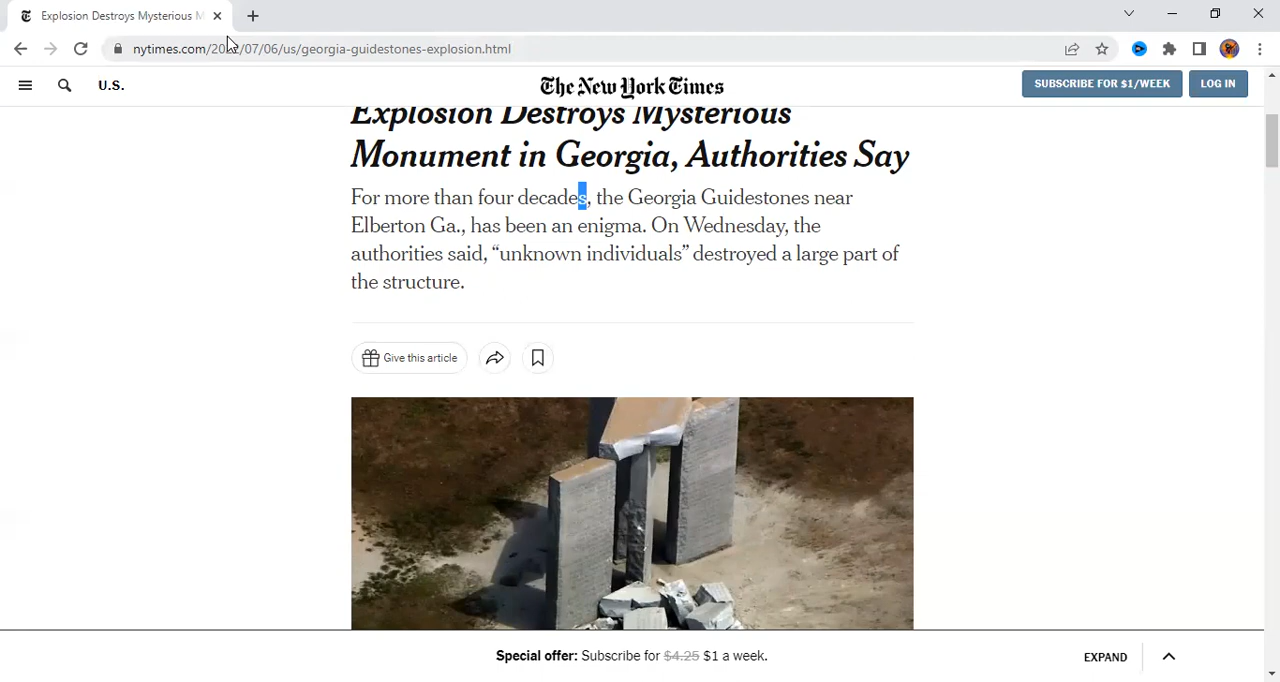 Explosion Destroys Mysterious M
nytimes.com/2022/07/06/us/georgia-guidestones-explosion.html
U.S.
The New York Times
SUBSCRIBE FOR $1/WEEK
LOG IN
Explosion Destroys Mysterious
Monument in Georgia, Authorities Say
For more than four decades, the Georgia Guidestones near
Elberton Ga., has been an enigma. On Wednesday, the
authorities said, “unknown individuals” destroyed a large part of
the structure.
Give this article
Special offer: Subscribe for $4.25 $1 a week.
EXPAND